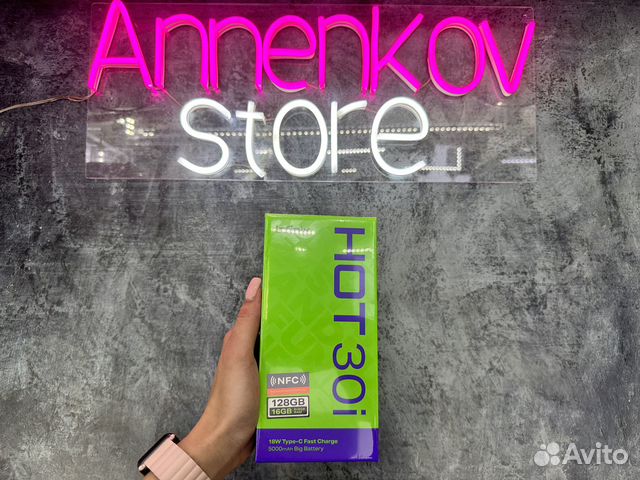 Annenkov
store
HOT 30i
NFC
128GB
16GB
18W Type-C Fast Charge
5000mAh Big Battery
Avito